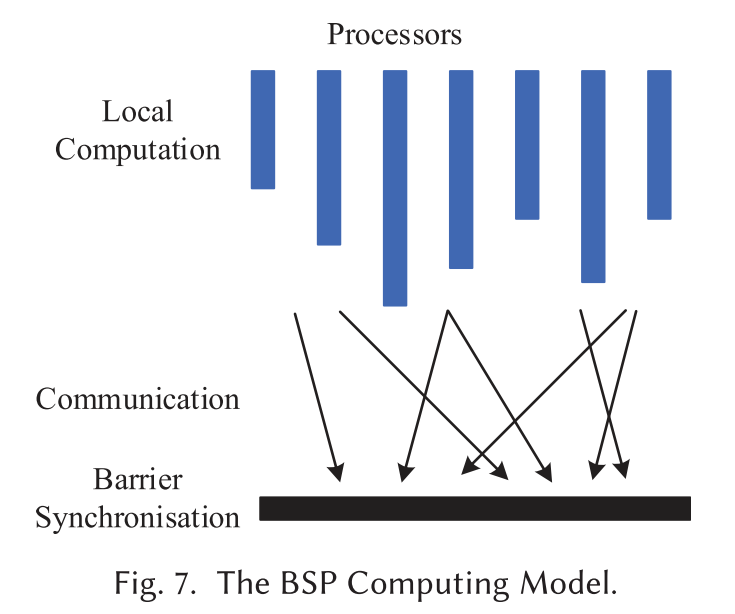 Processors
Local
Computation
Communication
Barrier
Synchronisation
Fig. 7. The BSP Computing Model.